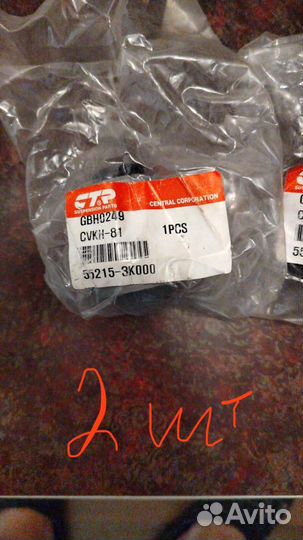 CTR
SUSPENSION PARTS
CENTRAL CORPORATION
GBH0249
CVKH-81
1PCS
55215-3K000
2 шт
Avito